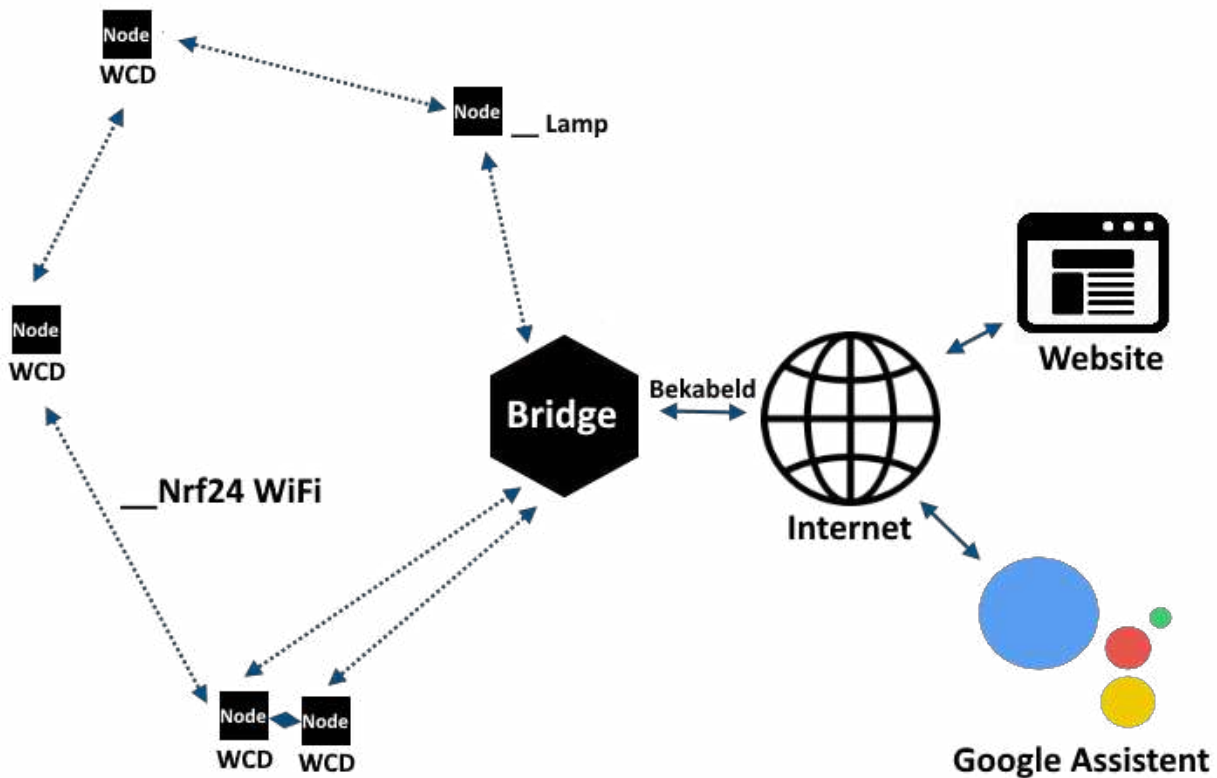 Node
WCD
Node
__ Lamp
Node
WCD
Bridge
Bekabeld
Website
__Nrf24 WiFi
Internet
Node
WCD
Node
WCD
Google Assistent